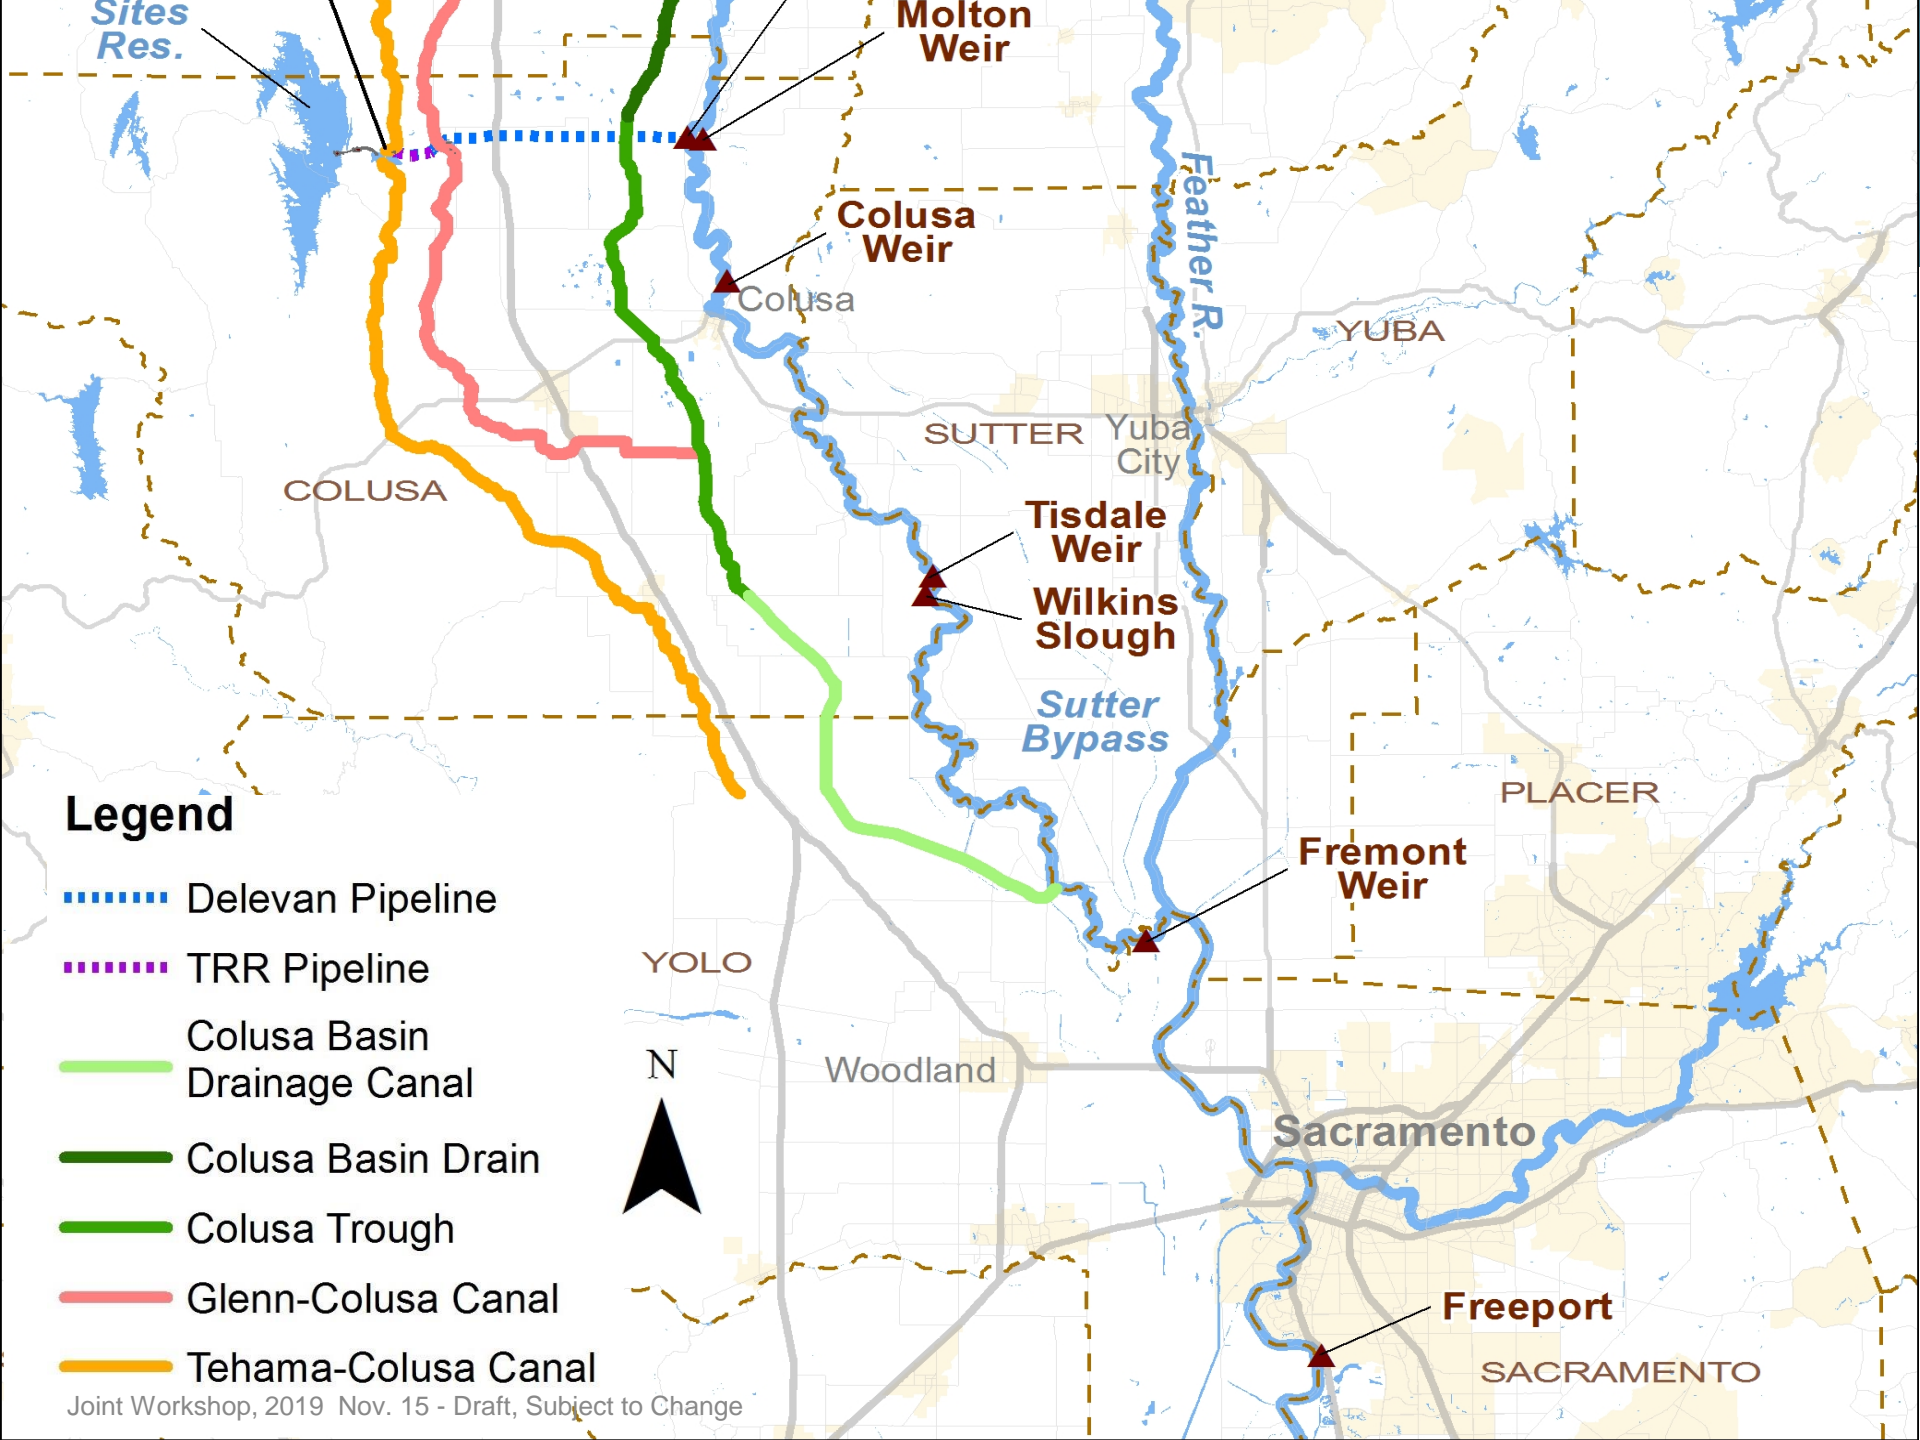 Sites
Res.
Molton
Weir
Colusa
Weir
Colusa
Feather R.
YUBA
SUTTER
Yuba
City
COLUSA
Tisdale
Weir
Wilkins
Slough
Sutter
Bypass
PLACER
Fremont
Weir
YOLO
Woodland
Sacramento
Freeport
SACRAMENTO
N
Legend
Delevan Pipeline
TRR Pipeline
Colusa Basin
Drainage Canal
Colusa Basin Drain
Colusa Trough
Glenn-Colusa Canal
Tehama-Colusa Canal
Joint Workshop, 2019 Nov. 15 - Draft, Subject to Change